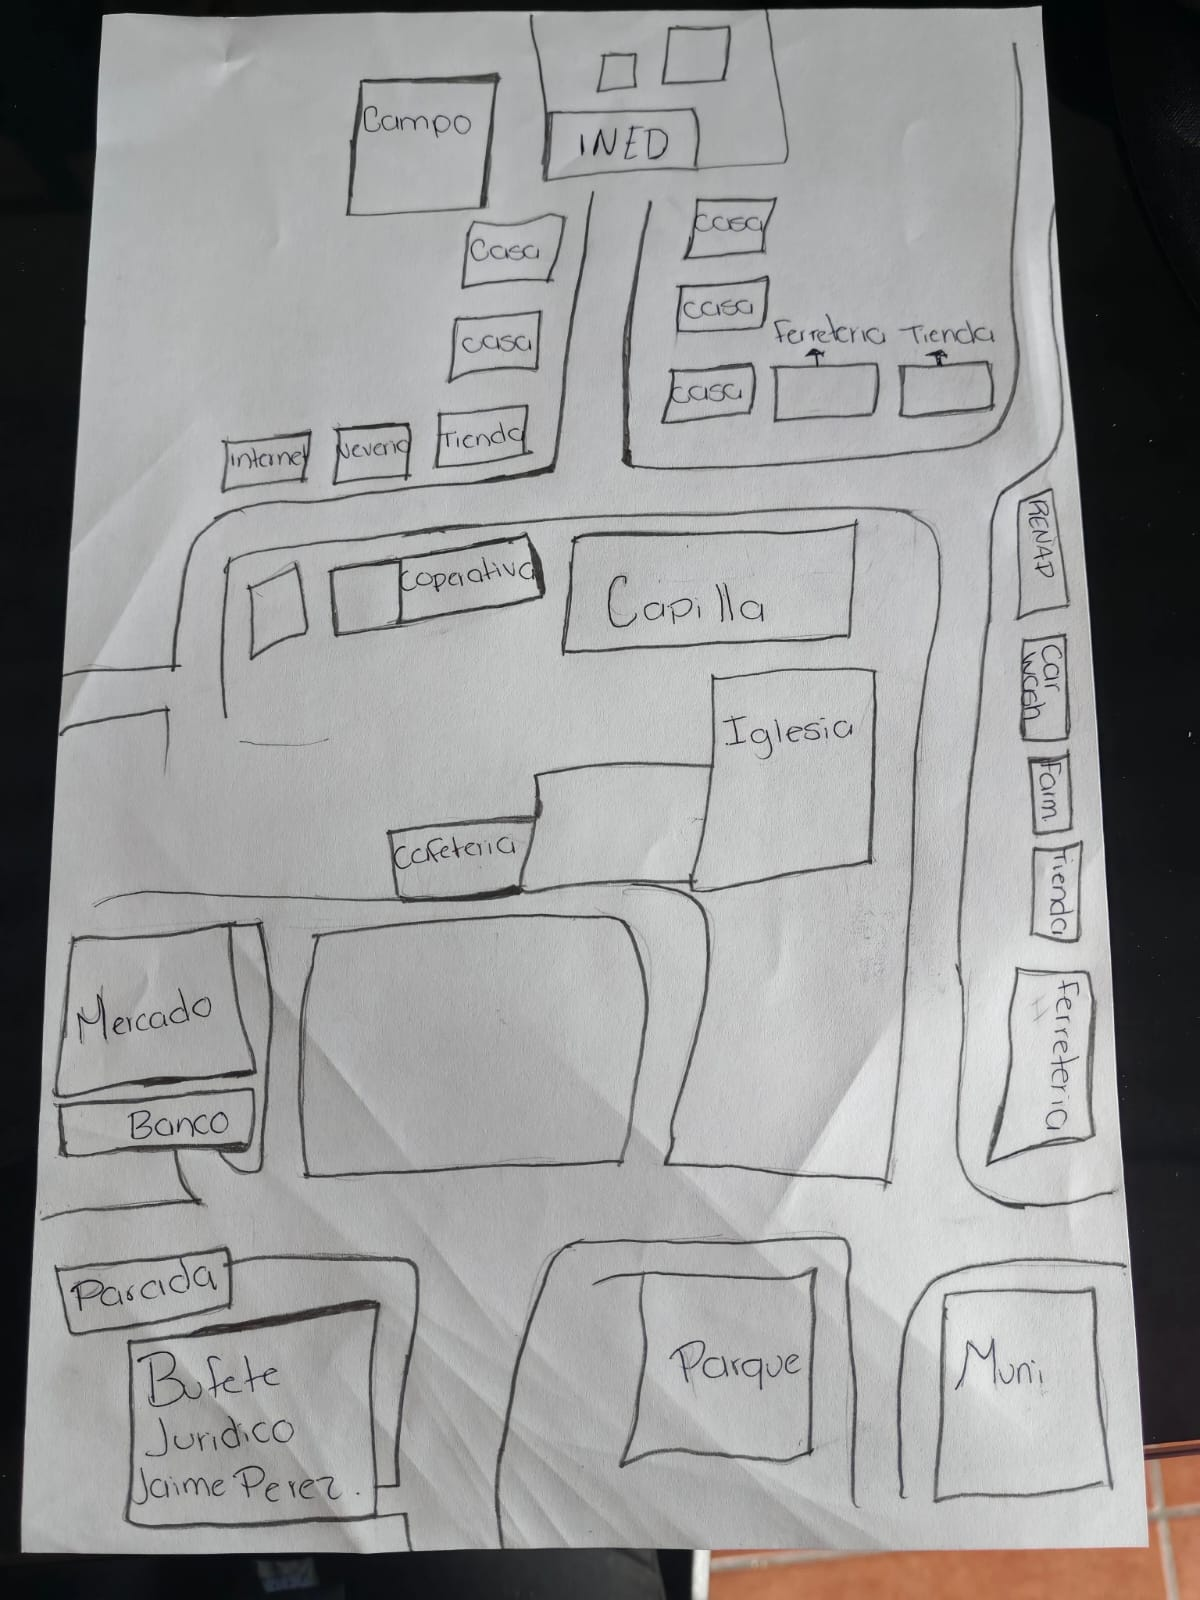 Campo
INED
Casa
casa
casa
casa
Ferreteria Tienda
casa
Internet
Neveria
Tienda
RENAP
Coperativa
Capilla
Car
wash
Iglesia
Farm.
Cafeteria
Tienda
Mercado
Ferreteria
Banco
Parada
Bufete
Juridico
Jaime Perez.
Parque
Muni